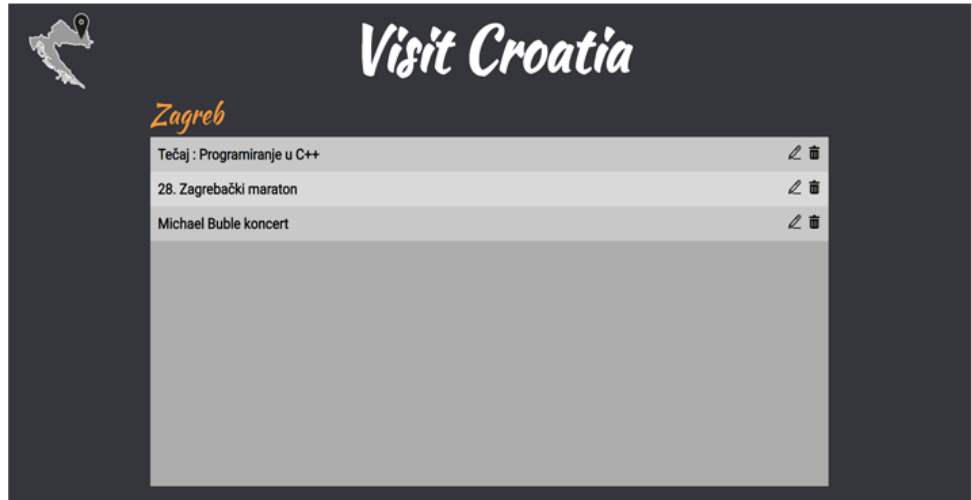 Visit Croatia
Zagreb
Tečaj : Programiranje u C++
28. Zagrebački maraton
Michael Buble koncert